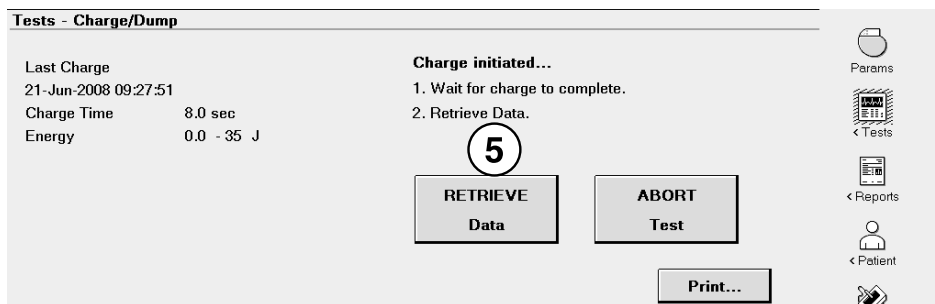 Tests - Charge/Dump
Last Charge
21-Jun-2008 09:27:51
Charge Time 8.0 sec
Energy 0.0 - 35 J
Charge initiated...
1. Wait for charge to complete.
2. Retrieve Data.
5
RETRIEVE
Data
ABORT
Test
Print...
Params
< Tests
< Reports
< Patient